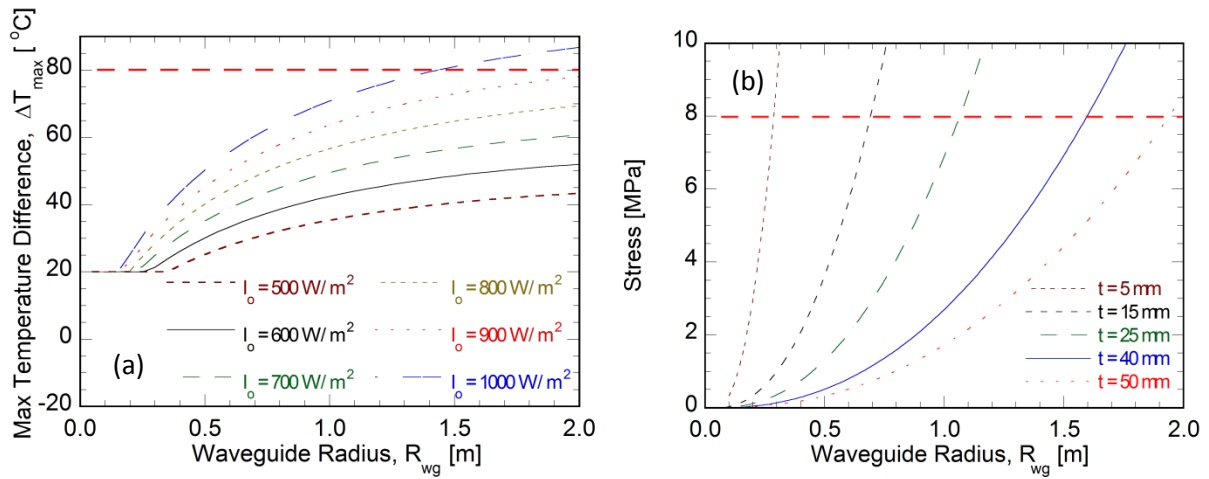 Max Temperature Difference, ΔT_max [ °C]
90
80
60
40
20
0
-20
(a)
I_o = 500 W/ m²
I_o = 800 W/ m²
I_o = 600 W/ m²
I_o = 900 W/ m²
I_o = 700 W/ m²
I_o = 1000 W/ m²
0.0 0.5 1.0 1.5 2.0
Waveguide Radius, R_wg [m]
Stress [MPa]
10
8
6
4
2
0
(b)
t = 5 mm
t = 15 mm
t = 25 mm
t = 40 mm
t = 50 mm
0.0 0.5 1.0 1.5 2.0
Waveguide Radius, R_wg [m]